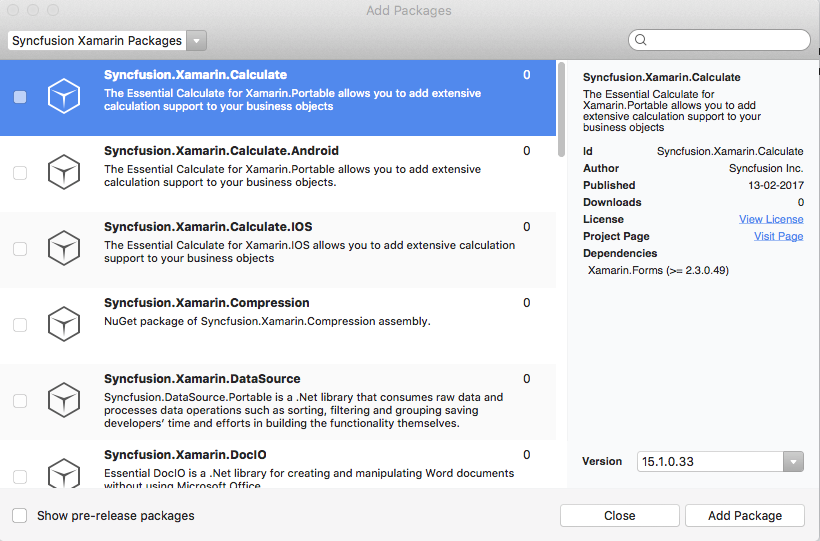 Add Packages
Syncfusion Xamarin Packages
Syncfusion.Xamarin.Calculate 0
The Essential Calculate for Xamarin.Portable allows you to add extensive
calculation support to your business objects
Syncfusion.Xamarin.Calculate.Android 0
The Essential Calculate for Xamarin.Portable allows you to add extensive
calculation support to your business objects.
Syncfusion.Xamarin.Calculate.IOS 0
The Essential Calculate for Xamarin.IOS allows you to add extensive calculation
support to your business objects
Syncfusion.Xamarin.Compression 0
NuGet package of Syncfusion.Xamarin.Compression assembly.
Syncfusion.Xamarin.DataSource 0
Syncfusion.DataSource.Portable is a .Net library that consumes raw data and
processes data operations such as sorting, filtering and grouping saving
developers' time and efforts in building the functionality themselves.
Syncfusion.Xamarin.DocIO 0
Essential DocIO is a .Net library for creating and manipulating Word documents
without using Microsoft Office.
Syncfusion.Xamarin.Calculate
The Essential Calculate for
Xamarin.Portable allows you to add
extensive calculation support to your
business objects
Id Syncfusion.Xamarin.Calculate
Author Syncfusion Inc.
Published 13-02-2017
Downloads 0
License View License
Project Page Visit Page
Dependencies
Xamarin.Forms (>= 2.3.0.49)
Version 15.1.0.33
Show pre-release packages
Close
Add Package